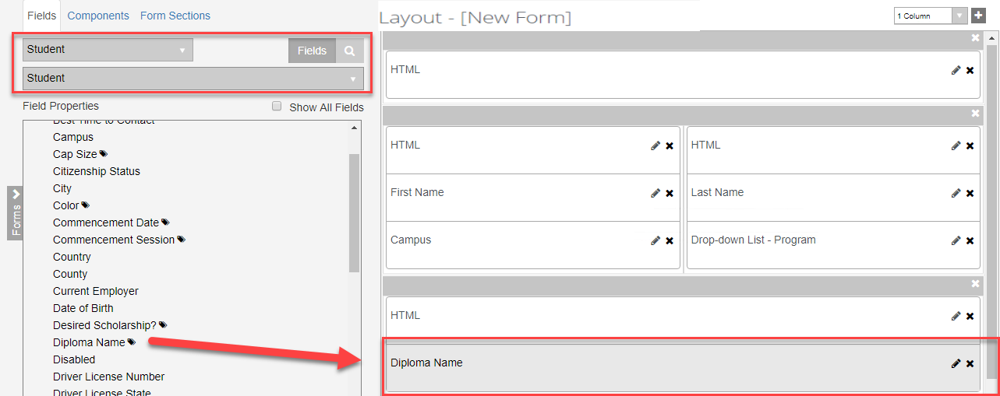 Fields Components Form Sections
Student
Fields
Student
Field Properties
Show All Fields
Best Time to Contact
Campus
Cap Size
Citizenship Status
City
Color
Commencement Date
Commencement Session
Country
County
Current Employer
Date of Birth
Desired Scholarship?
Diploma Name
Disabled
Driver License Number
Driver License State
Forms
Layout - [New Form]
1 Column
HTML
HTML
HTML
First Name
Last Name
Campus
Drop-down List - Program
HTML
Diploma Name